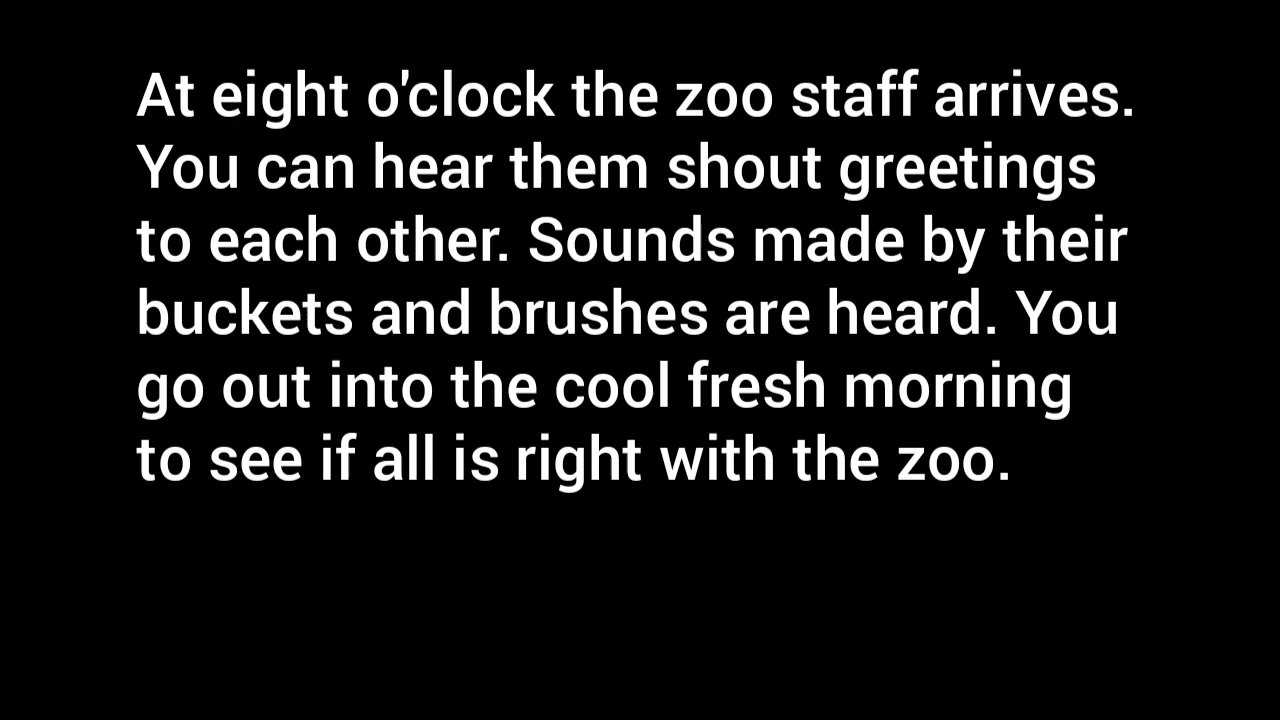 At eight o'clock the zoo staff arrives.
You can hear them shout greetings
to each other. Sounds made by their
buckets and brushes are heard. You
go out into the cool fresh morning
to see if all is right with the zoo.